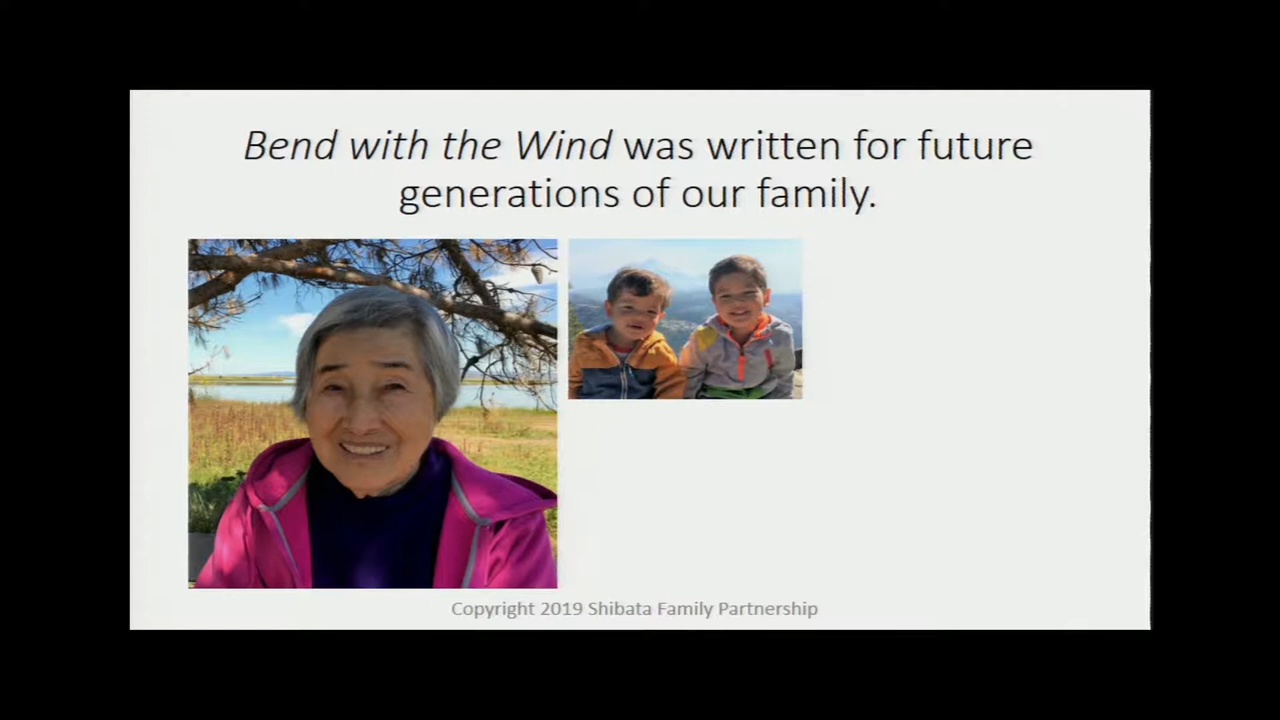 Bend with the Wind was written for future
generations of our family.
Copyright 2019 Shibata Family Partnership